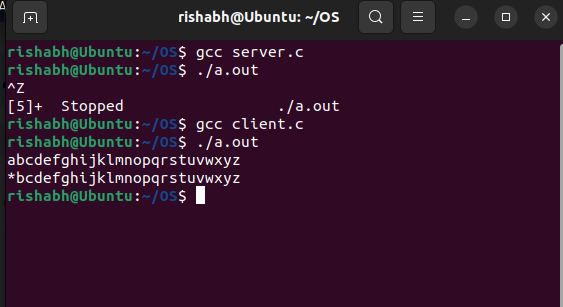 rishabh@Ubuntu: ~/OS
rishabh@Ubuntu:~/OS$ gcc server.c
rishabh@Ubuntu:~/OS$ ./a.out
^Z
[5]+  Stopped                 ./a.out
rishabh@Ubuntu:~/OS$ gcc client.c
rishabh@Ubuntu:~/OS$ ./a.out
abcdefghijklmnopqrstuvwxyz
*bcdefghijklmnopqrstuvwxyz
rishabh@Ubuntu:~/OS$